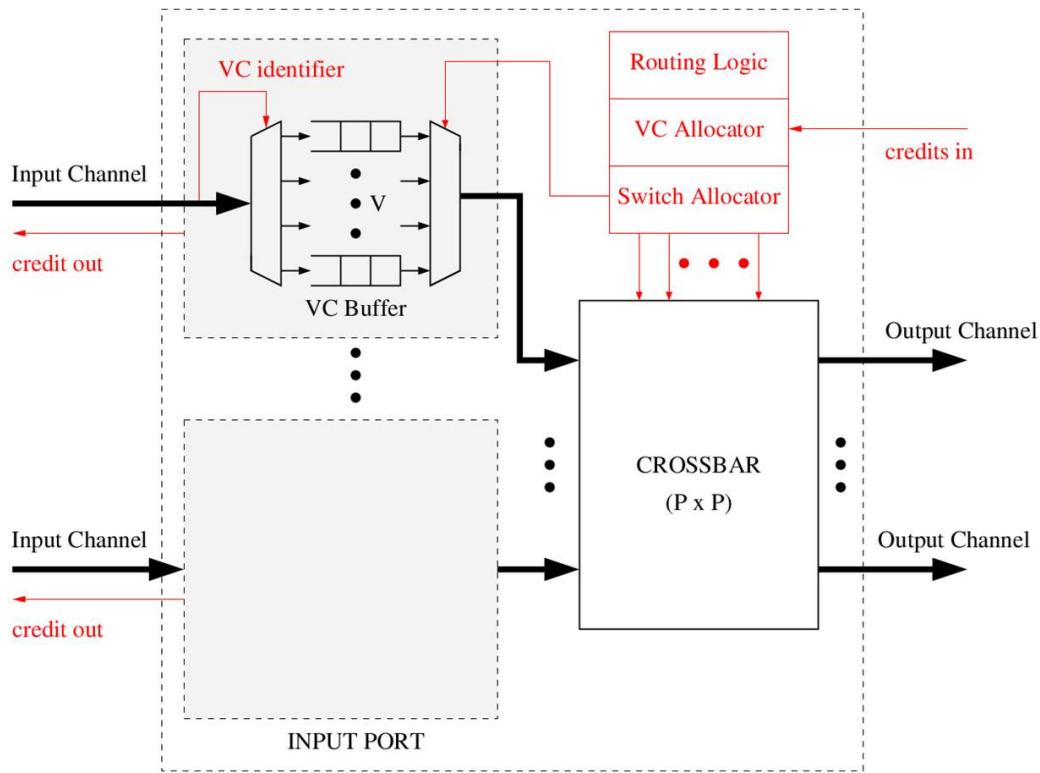 VC identifier
Routing Logic
VC Allocator
credits in
Input Channel
V
Switch Allocator
credit out
VC Buffer
Output Channel
CROSSBAR
(P x P)
Input Channel
Output Channel
credit out
INPUT PORT